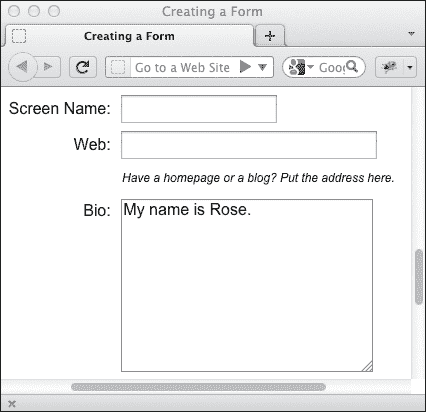 Creating a Form
Creating a Form
Go to a Web Site
Goog
Screen Name:
Web:
Have a homepage or a blog? Put the address here.
Bio:
My name is Rose.